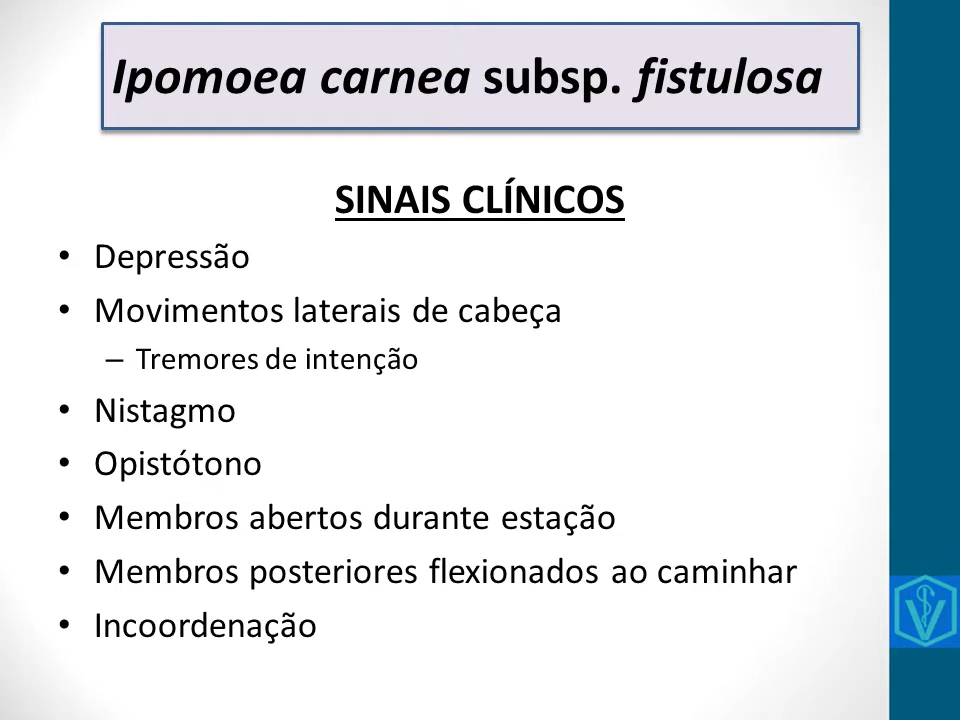 Ipomoea carnea subsp. fistulosa
SINAIS CLÍNICOS
• Depressão
• Movimentos laterais de cabeça
– Tremores de intenção
• Nistagmo
• Opistótono
• Membros abertos durante estação
• Membros posteriores flexionados ao caminhar
• Incoordenação
V